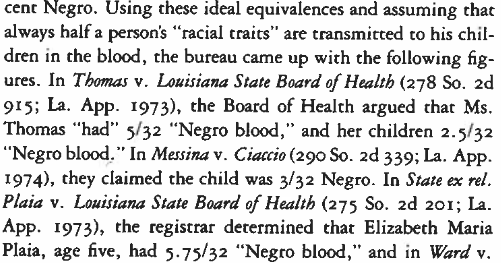 cent Negro. Using these ideal equivalences and assuming that
always half a person's "racial traits" are transmitted to his chil-
dren in the blood, the bureau came up with the following fig-
ures. In Thomas v. Louisiana State Board of Health (278 So. 2d
915; La. App. 1973), the Board of Health argued that Ms.
Thomas "had" 5/32 "Negro blood," and her children 2.5/32
"Negro blood." In Messina v. Ciaccio (290 So. 2d 339; La. App.
1974), they claimed the child was 3/32 Negro. In State ex rel.
Plaia v. Louisiana State Board of Health (275 So. 2d 201; La.
App. 1973), the registrar determined that Elizabeth Maria
Plaia, age five, had 5.75/32 "Negro blood," and in Ward v.